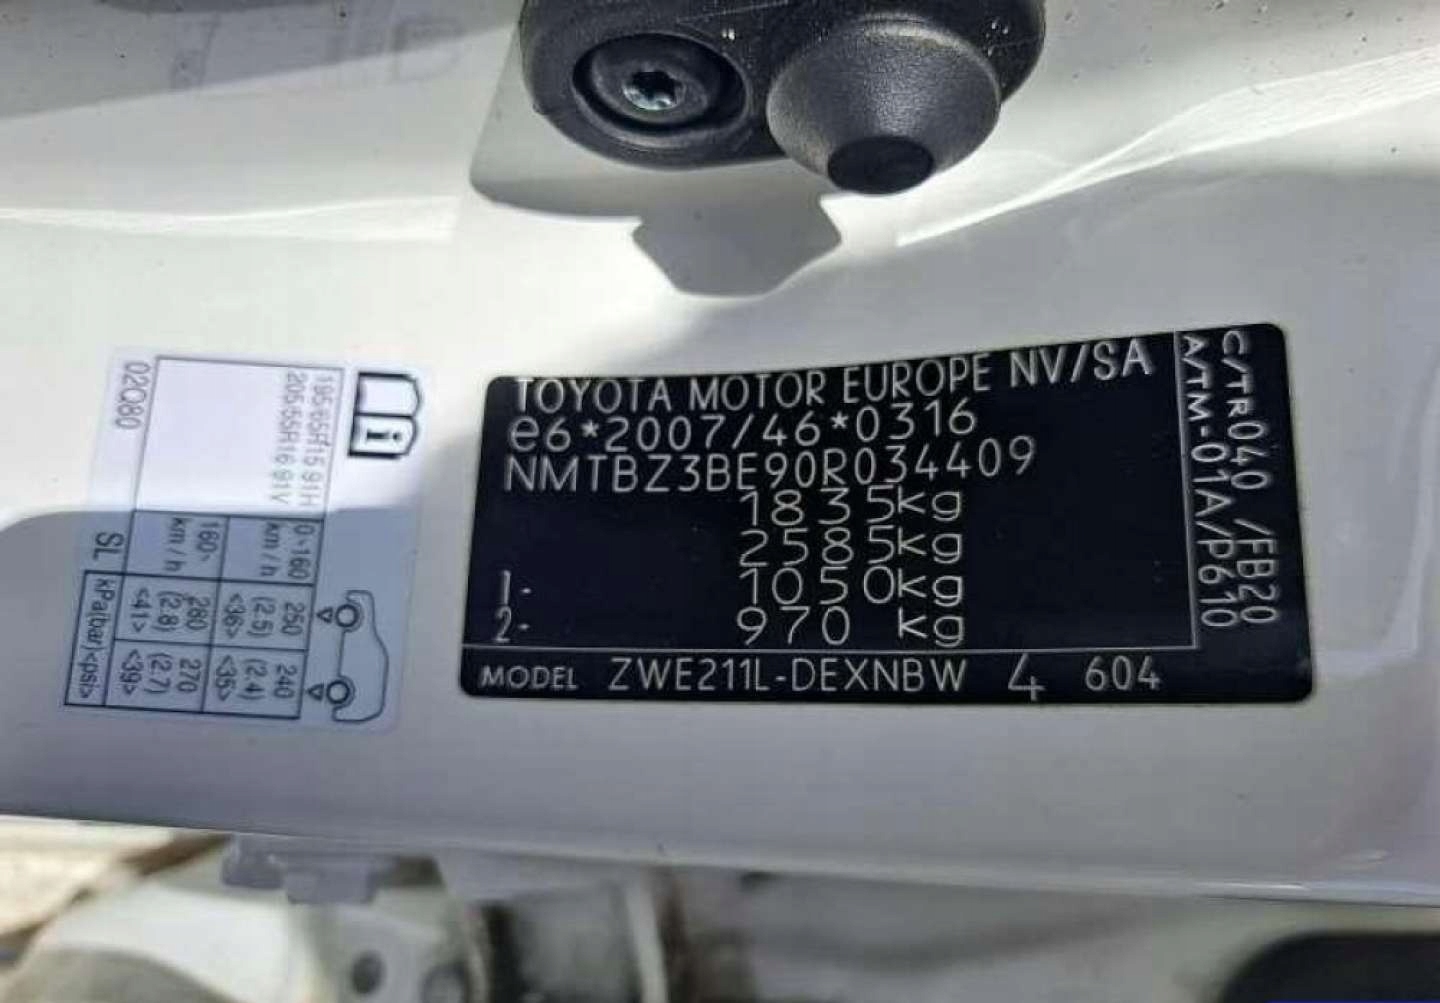 TOYOTA MOTOR EUROPE NV/SA
e6*2007/46*0316
NMTBZ3BE90R034409
1835kg
2585kg
1- 1050kg
2- 970 kg
MODEL ZWE211L-DEXNBW 4 604
C/TR040 /FB20
A/TM-01A/P610
195/65R15 91H
205/55R16 91V
0~160 km/h 250 (2.5) <36> 240 (2.4) <35>
160~ km/h 280 (2.8) <41> 270 (2.7) <39>
SL kPa(bar)<psi>
02Q80